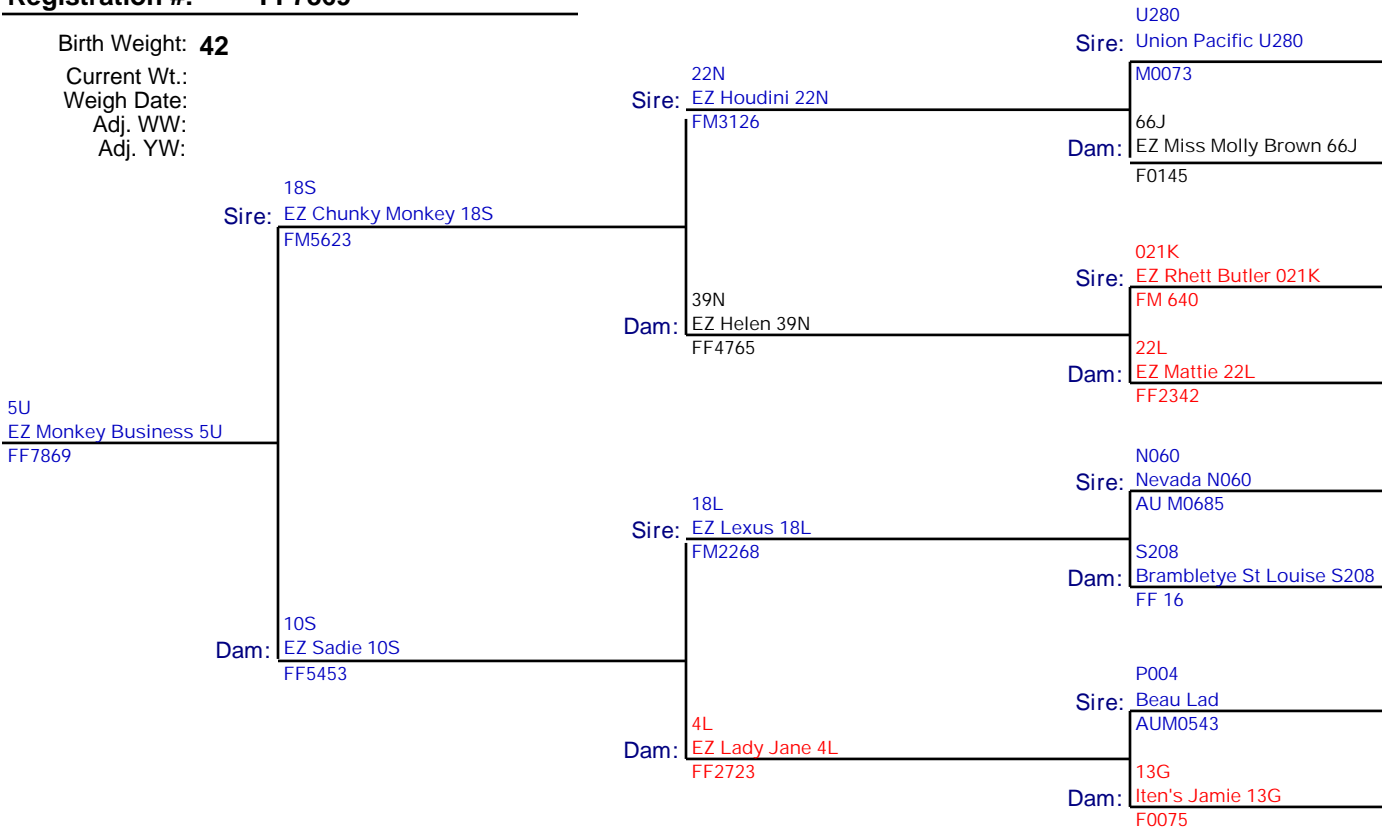 Registration #: FF7869
Birth Weight: 42
Current Wt.:
Weigh Date:
Adj. WW:
Adj. YW:
5U
EZ Monkey Business 5U
FF7869
18S
Sire: EZ Chunky Monkey 18S
FM5623
10S
Dam: EZ Sadie 10S
FF5453
22N
Sire: EZ Houdini 22N
FM3126
39N
Dam: EZ Helen 39N
FF4765
18L
Sire: EZ Lexus 18L
FM2268
4L
Dam: EZ Lady Jane 4L
FF2723
U280
Sire: Union Pacific U280
M0073
66J
Dam: EZ Miss Molly Brown 66J
F0145
021K
Sire: EZ Rhett Butler 021K
FM 640
22L
Dam: EZ Mattie 22L
FF2342
N060
Sire: Nevada N060
AU M0685
S208
Dam: Brambletye St Louise S208
FF 16
P004
Sire: Beau Lad
AUM0543
13G
Dam: Iten's Jamie 13G
F0075